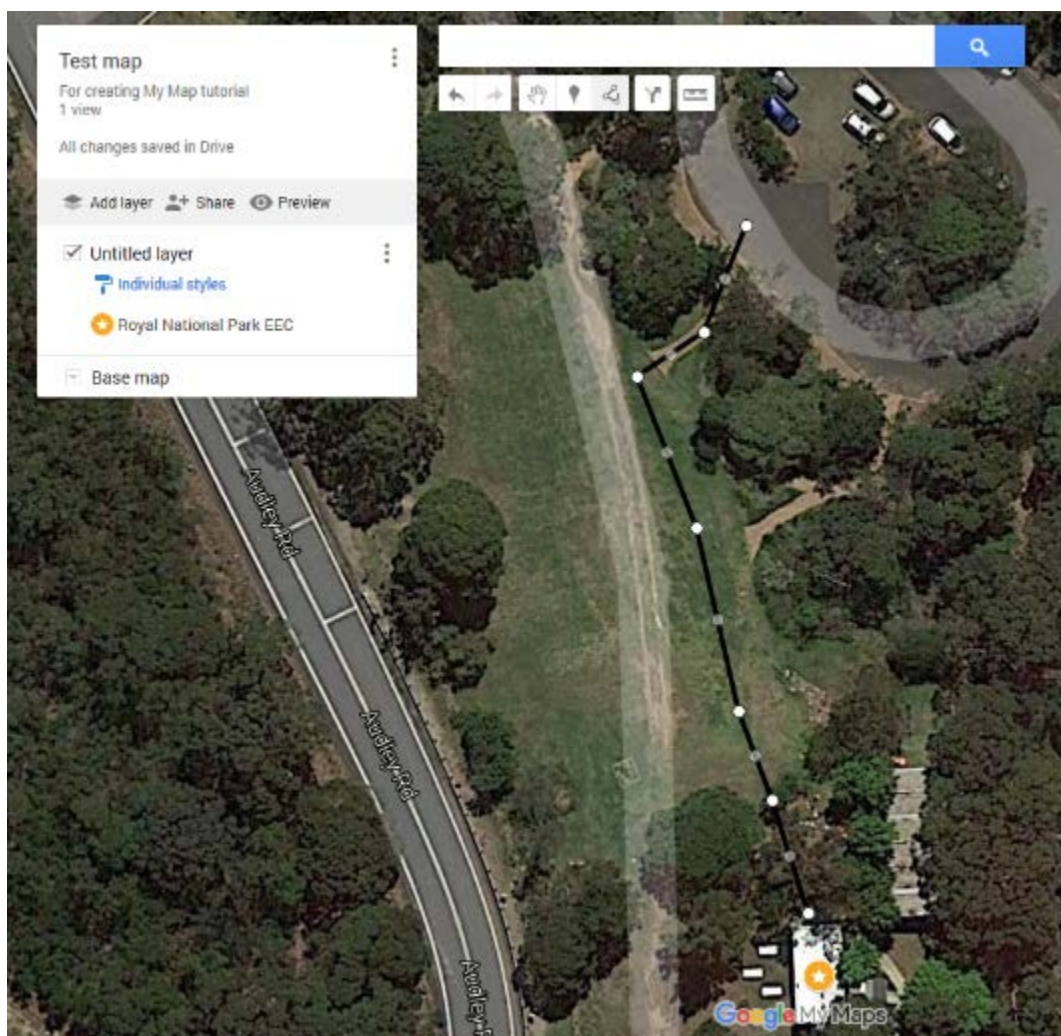 Test map
For creating My Map tutorial
1 view
All changes saved in Drive
Add layer Share Preview
Untitled layer
Individual styles
Royal National Park EEC
Base map
Audley Rd
Audley Rd
Audley R
Google My Maps